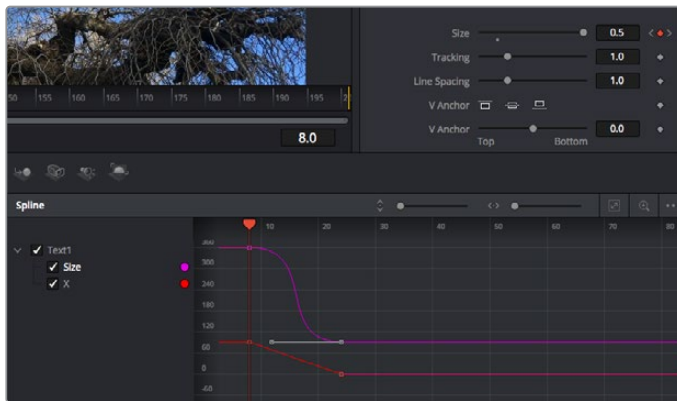 Size 0.5
Tracking 1.0
Line Spacing 1.0
V Anchor
V Anchor 0.0
Top Bottom
155 160 165 170 175 180 185 190 195
8.0
Spline
10 20 30 40 50 60 70 80
Text1
Size
X
300
240
180
120
60
0
-60